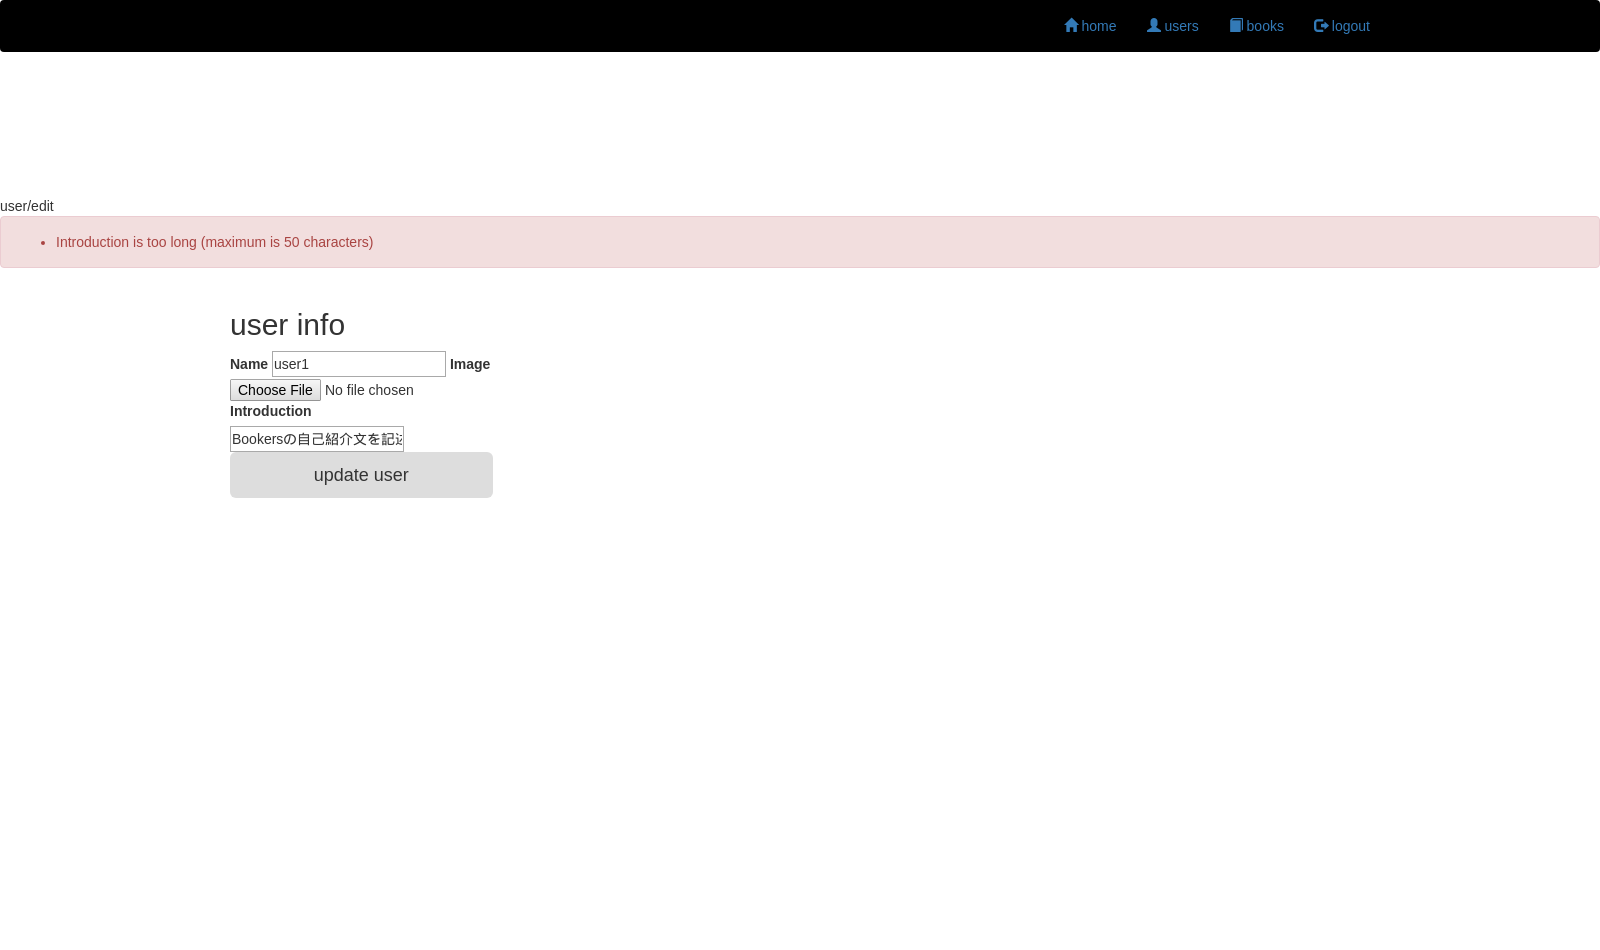 home users books logout
user/edit
Introduction is too long (maximum is 50 characters)
user info
Name user1 Image
Choose File No file chosen
Introduction
Bookersの自己紹介文を記
update user